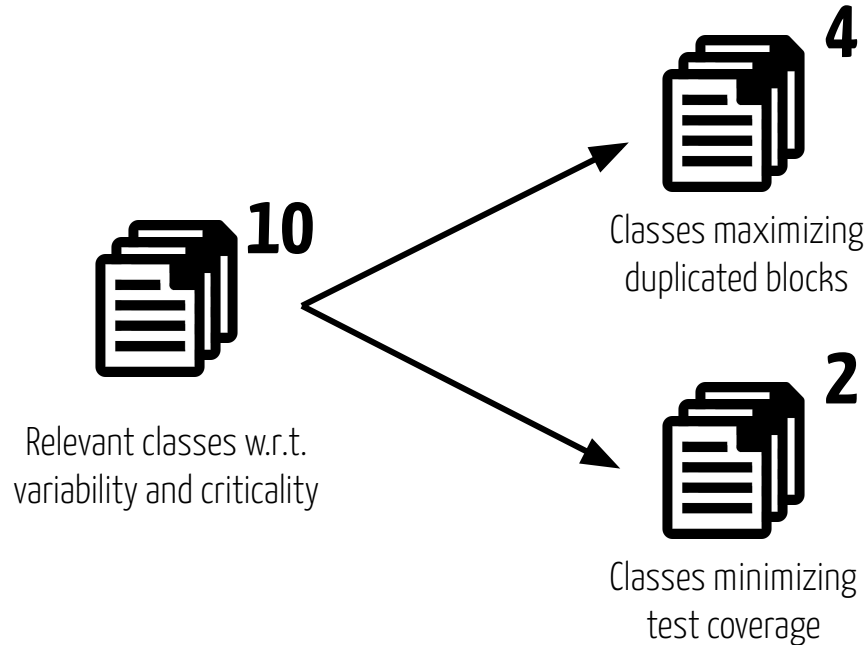 10
Relevant classes w.r.t.
variability and criticality
4
Classes maximizing
duplicated blocks
2
Classes minimizing
test coverage